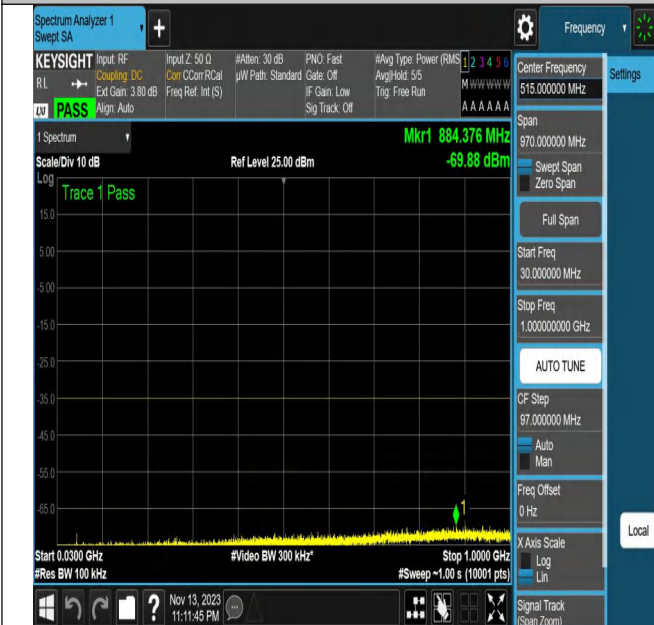 Spectrum Analyzer 1
Swept SA
+
Frequency
KEYSIGHT
RL
LXI PASS
Input: RF
Coupling: DC
Ext Gain: 3.80 dB
Align: Auto
Input Z: 50 Ω
Corr CCorr RCal
Freq Ref: Int (S)
#Atten: 30 dB
µW Path: Standard
PNO: Fast
Gate: Off
IF Gain: Low
Sig Track: Off
#Avg Type: Power (RMS
Avg|Hold: 5/5
Trig: Free Run
1 2 3 4 5 6
M W W W W W
A A A A A A
1 Spectrum
Scale/Div 10 dB
Log
Ref Level 25.00 dBm
Mkr1 884.376 MHz
-69.88 dBm
Trace 1 Pass
15.0
5.00
-5.00
-15.0
-25.0
-35.0
-45.0
-55.0
-65.0
1
Start 0.0300 GHz
#Res BW 100 kHz
#Video BW 300 kHz*
Stop 1.0000 GHz
#Sweep ~1.00 s (10001 pts)
Nov 13, 2023
11:11:45 PM
Center Frequency
515.000000 MHz
Span
970.000000 MHz
Swept Span
Zero Span
Full Span
Start Freq
30.000000 MHz
Stop Freq
1.000000000 GHz
AUTO TUNE
CF Step
97.000000 MHz
Auto
Man
Freq Offset
0 Hz
X Axis Scale
Log
Lin
Signal Track
(Span Zoom)
Settings
Local